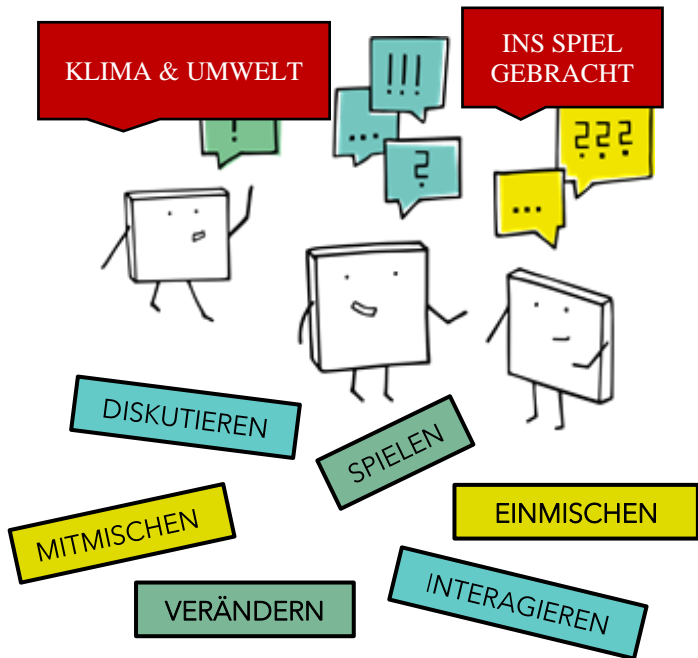 KLIMA & UMWELT
INS SPIEL
GEBRACHT
!
!!!
...
?
???
...
DISKUTIEREN
SPIELEN
MITMISCHEN
EINMISCHEN
VERÄNDERN
INTERAGIEREN